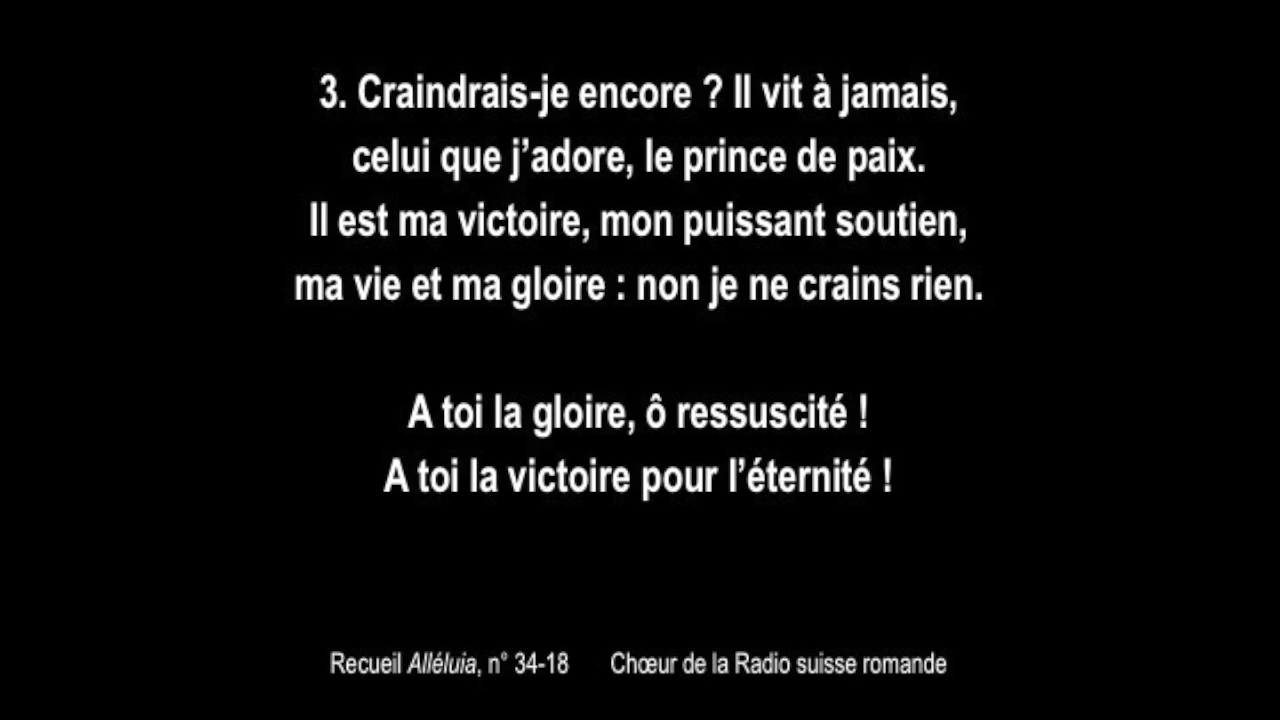 3. Craindrais-je encore ? Il vit à jamais,
celui que j’adore, le prince de paix.
Il est ma victoire, mon puissant soutien,
ma vie et ma gloire : non je ne crains rien.
A toi la gloire, ô ressuscité !
A toi la victoire pour l’éternité !
Recueil Alléluia, n° 34-18 Chœur de la Radio suisse romande